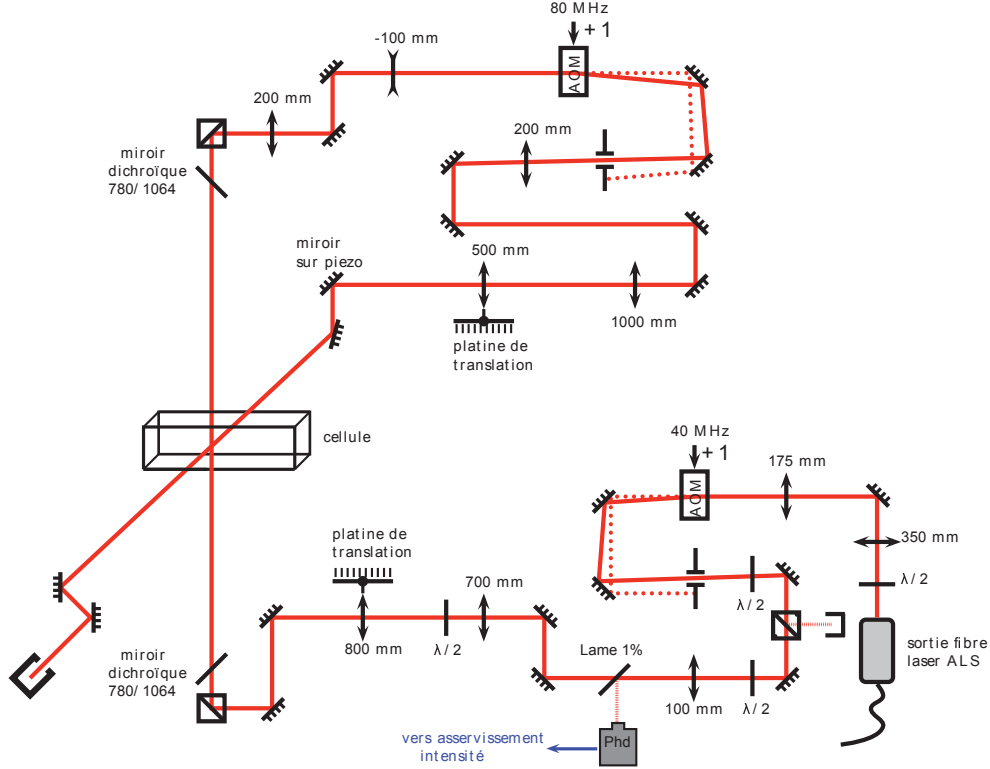 80 MHz
+ 1
-100 mm
AOM
200 mm
200 mm
miroir
dichroïque
780/ 1064
miroir
sur piezo
500 mm
1000 mm
platine de
translation
cellule
40 MHz
+ 1
175 mm
AOM
350 mm
platine de
translation
λ/ 2
700 mm
λ/ 2
800 mm
λ/ 2
sortie fibre
laser ALS
miroir
dichroïque
780/ 1064
Lame 1%
100 mm
λ/ 2
vers asservissement
intensité
Phd